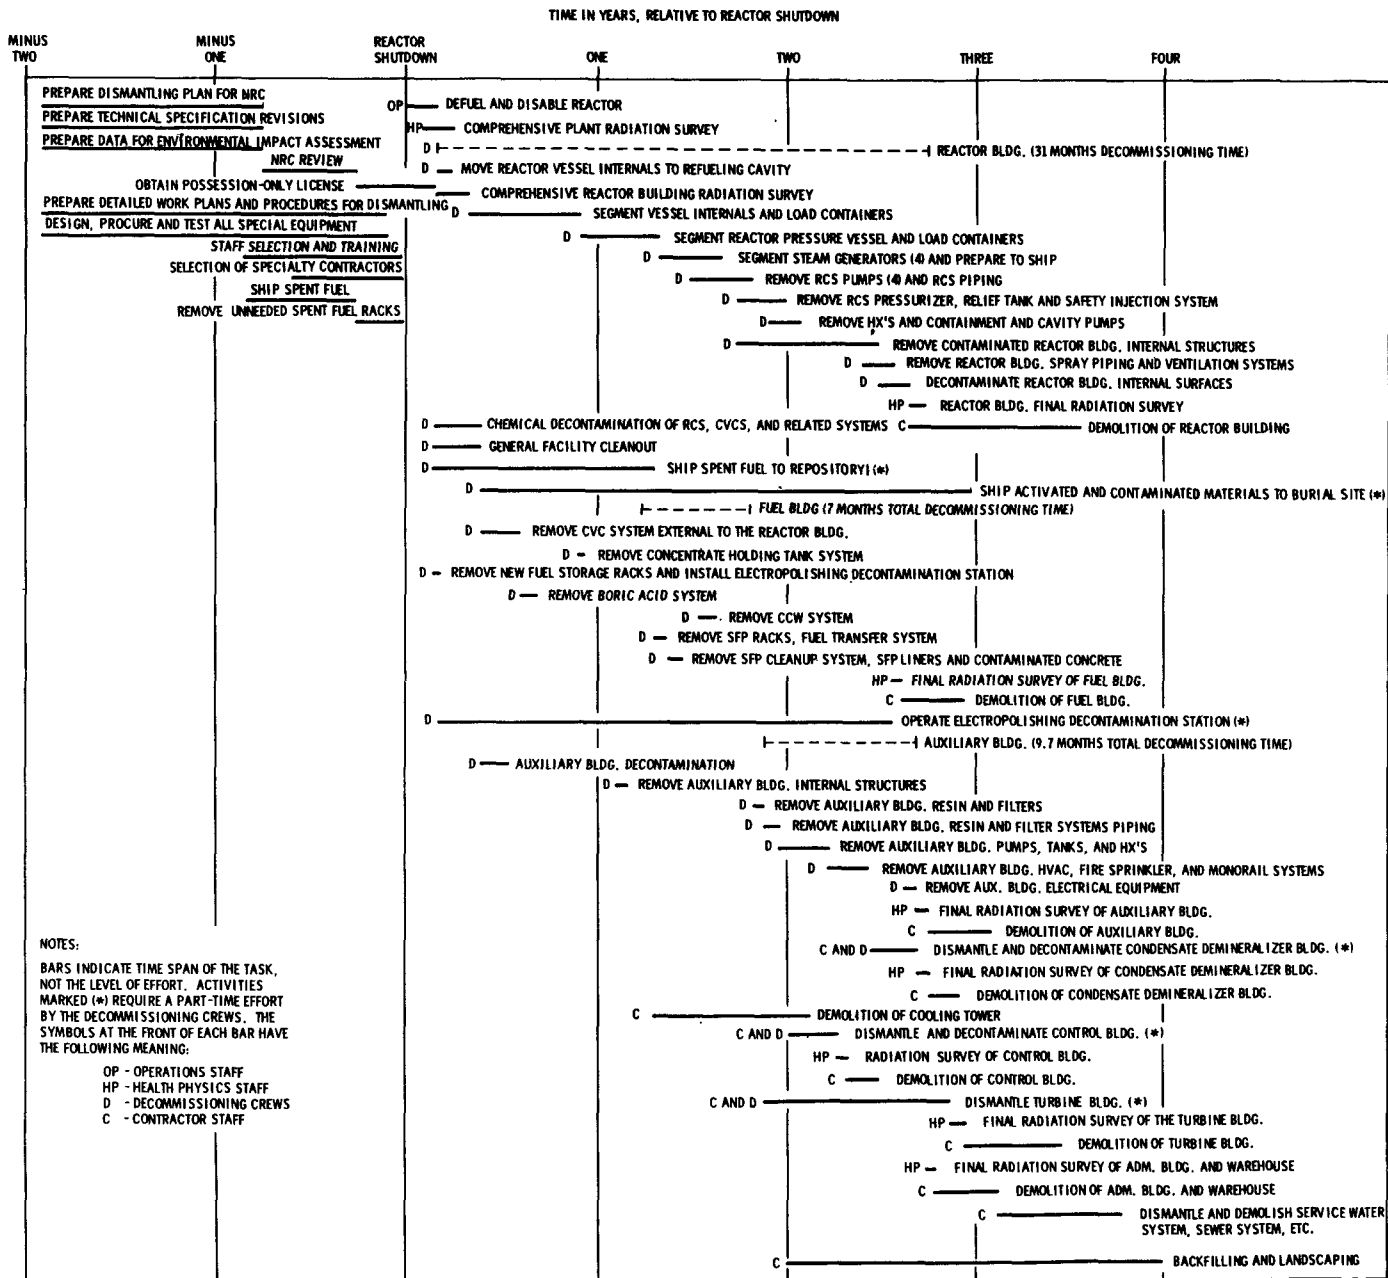 TIME IN YEARS, RELATIVE TO REACTOR SHUTDOWN
MINUS TWO
MINUS ONE
REACTOR SHUTDOWN
ONE
TWO
THREE
FOUR
PREPARE DISMANTLING PLAN FOR NRC
OP DEFUEL AND DISABLE REACTOR
PREPARE TECHNICAL SPECIFICATION REVISIONS
HP COMPREHENSIVE PLANT RADIATION SURVEY
PREPARE DATA FOR ENVIRONMENTAL IMPACT ASSESSMENT
D REACTOR BLDG. (31 MONTHS DECOMMISSIONING TIME)
NRC REVIEW
D MOVE REACTOR VESSEL INTERNALS TO REFUELING CAVITY
OBTAIN POSSESSION-ONLY LICENSE
COMPREHENSIVE REACTOR BUILDING RADIATION SURVEY
PREPARE DETAILED WORK PLANS AND PROCEDURES FOR DISMANTLING
D SEGMENT VESSEL INTERNALS AND LOAD CONTAINERS
DESIGN, PROCURE AND TEST ALL SPECIAL EQUIPMENT
D SEGMENT REACTOR PRESSURE VESSEL AND LOAD CONTAINERS
STAFF SELECTION AND TRAINING
D SEGMENT STEAM GENERATORS (4) AND PREPARE TO SHIP
SELECTION OF SPECIALTY CONTRACTORS
D REMOVE RCS PUMPS (4) AND RCS PIPING
SHIP SPENT FUEL
D REMOVE RCS PRESSURIZER, RELIEF TANK AND SAFETY INJECTION SYSTEM
REMOVE UNNEEDED SPENT FUEL RACKS
D REMOVE HX'S AND CONTAINMENT AND CAVITY PUMPS
D REMOVE CONTAMINATED REACTOR BLDG. INTERNAL STRUCTURES
D REMOVE REACTOR BLDG. SPRAY PIPING AND VENTILATION SYSTEMS
D DECONTAMINATE REACTOR BLDG. INTERNAL SURFACES
HP REACTOR BLDG. FINAL RADIATION SURVEY
D CHEMICAL DECONTAMINATION OF RCS, CVCS, AND RELATED SYSTEMS
C DEMOLITION OF REACTOR BUILDING
D GENERAL FACILITY CLEANOUT
D SHIP SPENT FUEL TO REPOSITORY (*)
D SHIP ACTIVATED AND CONTAMINATED MATERIALS TO BURIAL SITE (*)
FUEL BLDG (7 MONTHS TOTAL DECOMMISSIONING TIME)
D REMOVE CVC SYSTEM EXTERNAL TO THE REACTOR BLDG.
D REMOVE CONCENTRATE HOLDING TANK SYSTEM
D REMOVE NEW FUEL STORAGE RACKS AND INSTALL ELECTROPOLISHING DECONTAMINATION STATION
D REMOVE BORIC ACID SYSTEM
D REMOVE CCW SYSTEM
D REMOVE SFP RACKS, FUEL TRANSFER SYSTEM
D REMOVE SFP CLEANUP SYSTEM, SFP LINERS AND CONTAMINATED CONCRETE
HP FINAL RADIATION SURVEY OF FUEL BLDG.
C DEMOLITION OF FUEL BLDG.
D OPERATE ELECTROPOLISHING DECONTAMINATION STATION (*)
AUXILIARY BLDG. (9.7 MONTHS TOTAL DECOMMISSIONING TIME)
D AUXILIARY BLDG. DECONTAMINATION
D REMOVE AUXILIARY BLDG. INTERNAL STRUCTURES
D REMOVE AUXILIARY BLDG. RESIN AND FILTERS
D REMOVE AUXILIARY BLDG. RESIN AND FILTER SYSTEMS PIPING
D REMOVE AUXILIARY BLDG. PUMPS, TANKS, AND HX'S
D REMOVE AUXILIARY BLDG. HVAC, FIRE SPRINKLER, AND MONORAIL SYSTEMS
D REMOVE AUX. BLDG. ELECTRICAL EQUIPMENT
HP FINAL RADIATION SURVEY OF AUXILIARY BLDG.
C DEMOLITION OF AUXILIARY BLDG.
C AND D DISMANTLE AND DECONTAMINATE CONDENSATE DEMINERALIZER BLDG. (*)
HP FINAL RADIATION SURVEY OF CONDENSATE DEMINERALIZER BLDG.
C DEMOLITION OF CONDENSATE DEMINERALIZER BLDG.
C DEMOLITION OF COOLING TOWER
C AND D DISMANTLE AND DECONTAMINATE CONTROL BLDG. (*)
HP RADIATION SURVEY OF CONTROL BLDG.
C DEMOLITION OF CONTROL BLDG.
C AND D DISMANTLE TURBINE BLDG. (*)
HP FINAL RADIATION SURVEY OF THE TURBINE BLDG.
C DEMOLITION OF TURBINE BLDG.
HP FINAL RADIATION SURVEY OF ADM. BLDG. AND WAREHOUSE
C DEMOLITION OF ADM. BLDG. AND WAREHOUSE
C DISMANTLE AND DEMOLISH SERVICE WATER
SYSTEM, SEWER SYSTEM, ETC.
C BACKFILLING AND LANDSCAPING
NOTES:
BARS INDICATE TIME SPAN OF THE TASK,
NOT THE LEVEL OF EFFORT. ACTIVITIES
MARKED (*) REQUIRE A PART-TIME EFFORT
BY THE DECOMMISSIONING CREWS. THE
SYMBOLS AT THE FRONT OF EACH BAR HAVE
THE FOLLOWING MEANING:
OP - OPERATIONS STAFF
HP - HEALTH PHYSICS STAFF
D - DECOMMISSIONING CREWS
C - CONTRACTOR STAFF